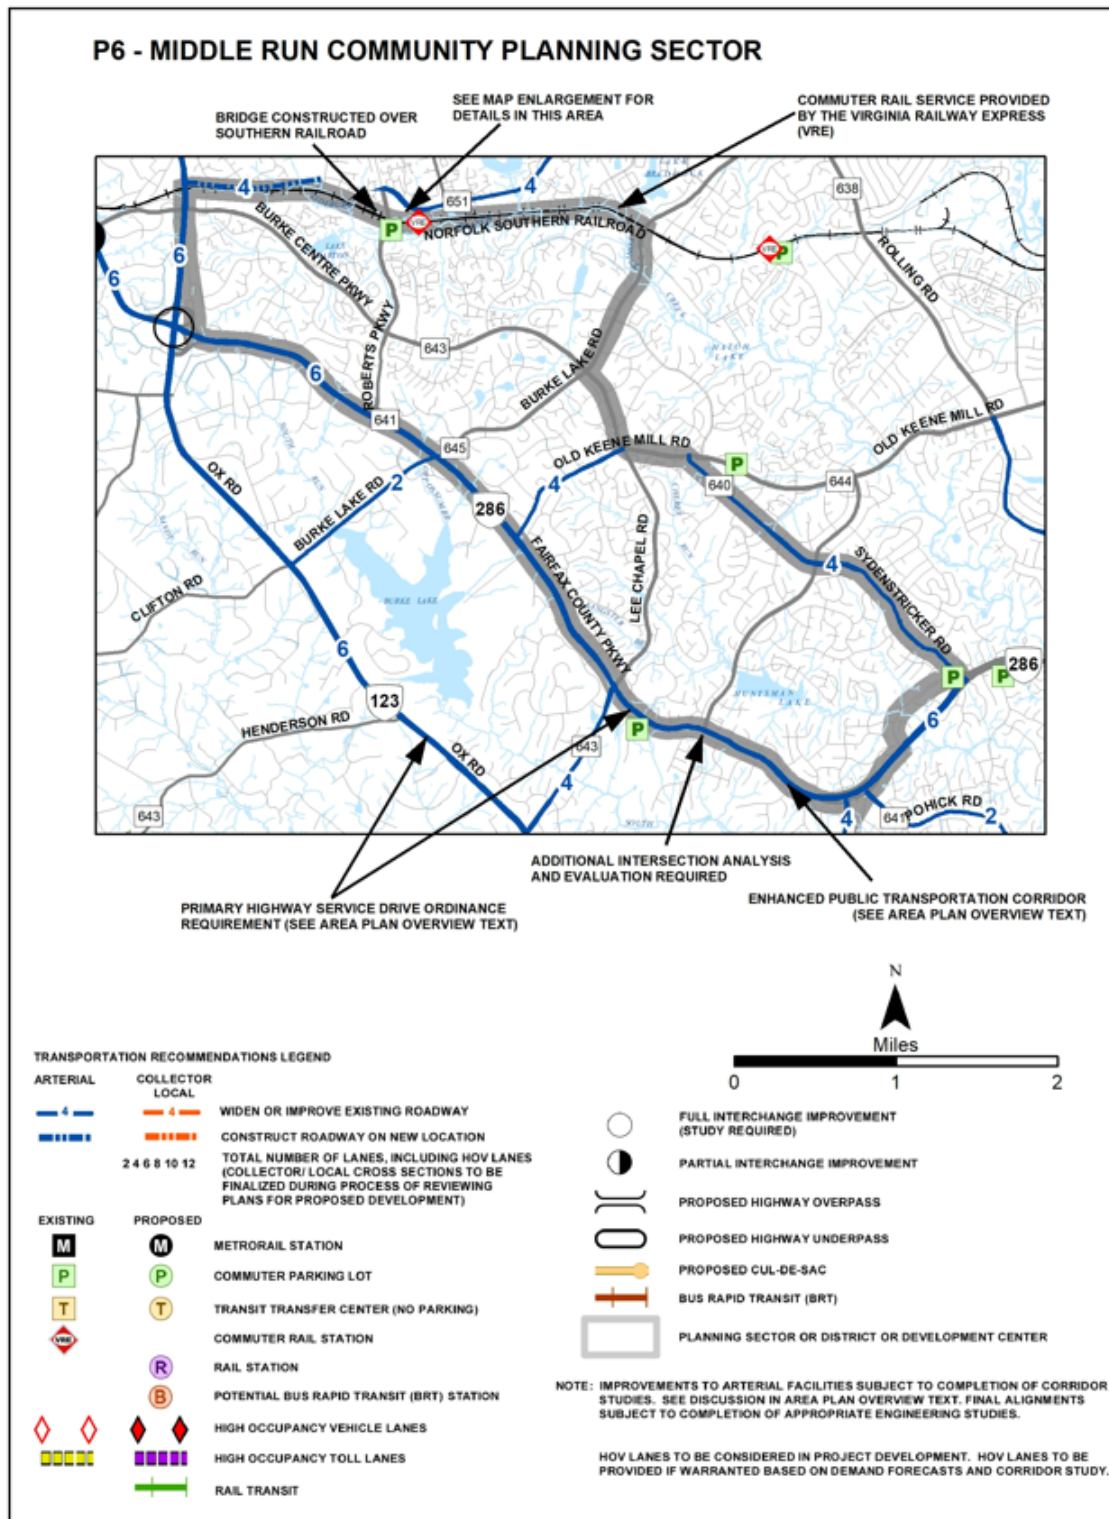 P6 - MIDDLE RUN COMMUNITY PLANNING SECTOR
BRIDGE CONSTRUCTED OVER
SOUTHERN RAILROAD
SEE MAP ENLARGEMENT FOR
DETAILS IN THIS AREA
COMMUTER RAIL SERVICE PROVIDED
BY THE VIRGINIA RAILWAY EXPRESS
(VRE)
4
4
651
638
P
VRE
NORFOLK SOUTHERN RAILROAD
VRE
P
ROLLING RD
BURKE CENTRE PKWY
6
6
ROBERTS PKWY
643
BURKE LAKE RD
HATCH
LAKE
6
641
645
OLD KEENE MILL RD
OLD KEENE MILL RD
P
640
644
OX RD
BURKE LAKE RD
2
4
286
FAIRFAX COUNTY PKWY
LEE CHAPEL RD
4
SYDENSTRICKER RD
CLIFTON RD
BURKE LAKE
6
123
HENDERSON RD
OX RD
HUNTSMAN
LAKE
P
P
286
6
P
643
4
643
4
641
POHICK RD
2
SOUTH
ADDITIONAL INTERSECTION ANALYSIS
AND EVALUATION REQUIRED
PRIMARY HIGHWAY SERVICE DRIVE ORDINANCE
REQUIREMENT (SEE AREA PLAN OVERVIEW TEXT)
ENHANCED PUBLIC TRANSPORTATION CORRIDOR
(SEE AREA PLAN OVERVIEW TEXT)
N
Miles
0 1 2
TRANSPORTATION RECOMMENDATIONS LEGEND
ARTERIAL
COLLECTOR
LOCAL
4 4 WIDEN OR IMPROVE EXISTING ROADWAY
CONSTRUCT ROADWAY ON NEW LOCATION
2 4 6 8 10 12 TOTAL NUMBER OF LANES, INCLUDING HOV LANES
(COLLECTOR/ LOCAL CROSS SECTIONS TO BE
FINALIZED DURING PROCESS OF REVIEWING
PLANS FOR PROPOSED DEVELOPMENT)
EXISTING PROPOSED
M M METRORAIL STATION
P P COMMUTER PARKING LOT
T T TRANSIT TRANSFER CENTER (NO PARKING)
VRE COMMUTER RAIL STATION
R RAIL STATION
B POTENTIAL BUS RAPID TRANSIT (BRT) STATION
HIGH OCCUPANCY VEHICLE LANES
HIGH OCCUPANCY TOLL LANES
RAIL TRANSIT
FULL INTERCHANGE IMPROVEMENT
(STUDY REQUIRED)
PARTIAL INTERCHANGE IMPROVEMENT
PROPOSED HIGHWAY OVERPASS
PROPOSED HIGHWAY UNDERPASS
PROPOSED CUL-DE-SAC
BUS RAPID TRANSIT (BRT)
PLANNING SECTOR OR DISTRICT OR DEVELOPMENT CENTER
NOTE: IMPROVEMENTS TO ARTERIAL FACILITIES SUBJECT TO COMPLETION OF CORRIDOR
STUDIES. SEE DISCUSSION IN AREA PLAN OVERVIEW TEXT. FINAL ALIGNMENTS
SUBJECT TO COMPLETION OF APPROPRIATE ENGINEERING STUDIES.
HOV LANES TO BE CONSIDERED IN PROJECT DEVELOPMENT. HOV LANES TO BE
PROVIDED IF WARRANTED BASED ON DEMAND FORECASTS AND CORRIDOR STUDY.